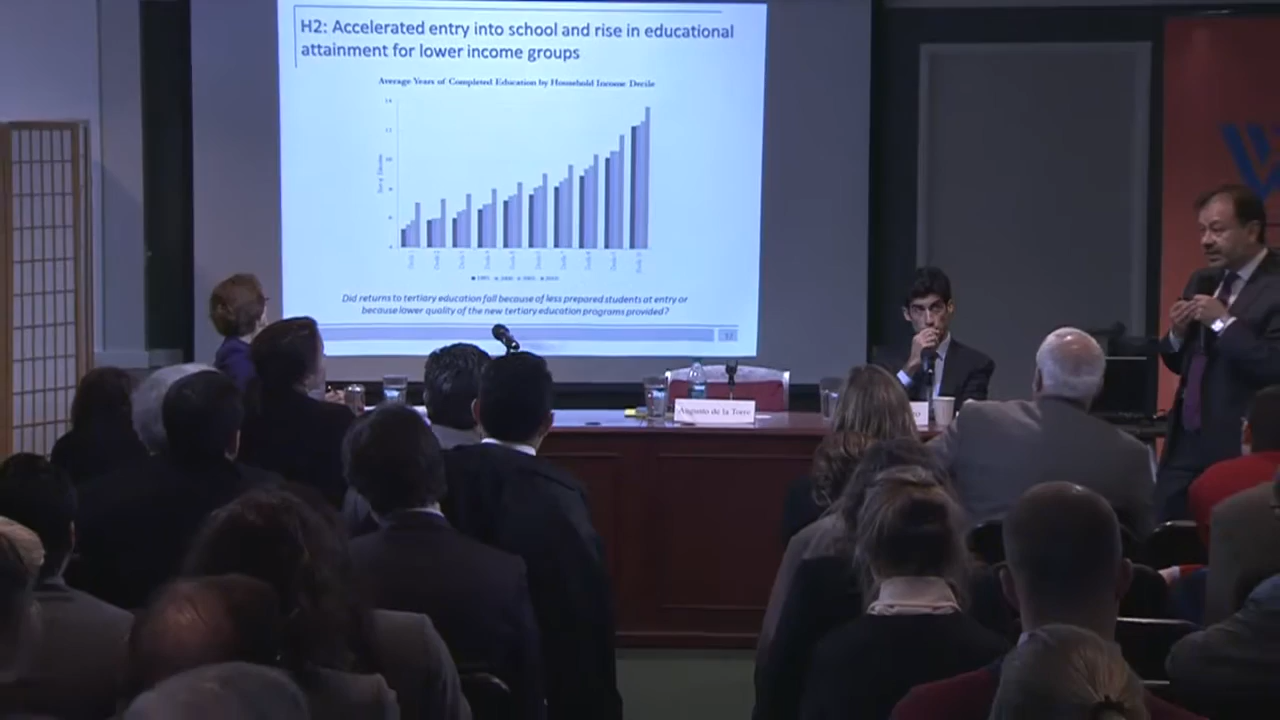 H2: Accelerated entry into school and rise in educational
attainment for lower income groups
Average Years of Completed Education by Household Income Decile
Did returns to tertiary education fall because of less prepared students at entry or
because lower quality of the new tertiary education programs provided?
Augusto de la Torre